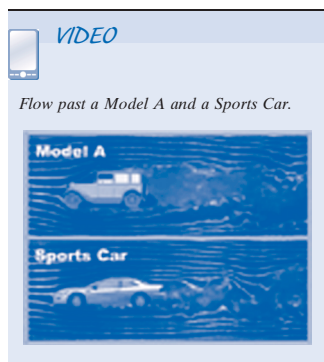 VIDEO
Flow past a Model A and a Sports Car.
Model A
Sports Car